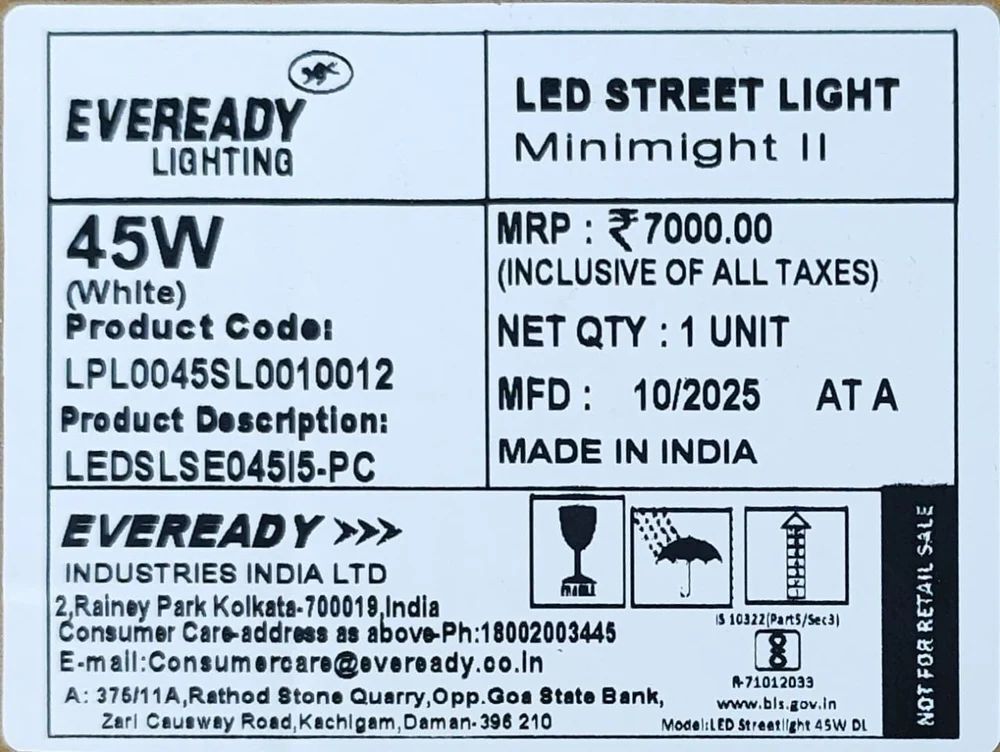 EVEREADY
LIGHTING
LED STREET LIGHT
Minimight II
45W
(White)
Product Code:
LPL0045SL0010012
Product Description:
LEDSLSE045I5-PC
MRP : ₹ 7000.00
(INCLUSIVE OF ALL TAXES)
NET QTY : 1 UNIT
MFD : 10/2025 AT A
MADE IN INDIA
EVEREADY >>>
INDUSTRIES INDIA LTD
2,Rainey Park Kolkata-700019,India
Consumer Care-address as above-Ph:18002003445
E-mail:Consumercare@eveready.co.in
A: 376/11A,Rathod Stone Quarry,Opp.Goa State Bank,
Zari Causway Road,Kachigam,Daman-396 210
FRAGILE
IS 10322(Part5/Sec3)
R-71012033
www.bis.gov.in
Model:LED Streetlight 45W DL
NOT FOR RETAIL SALE